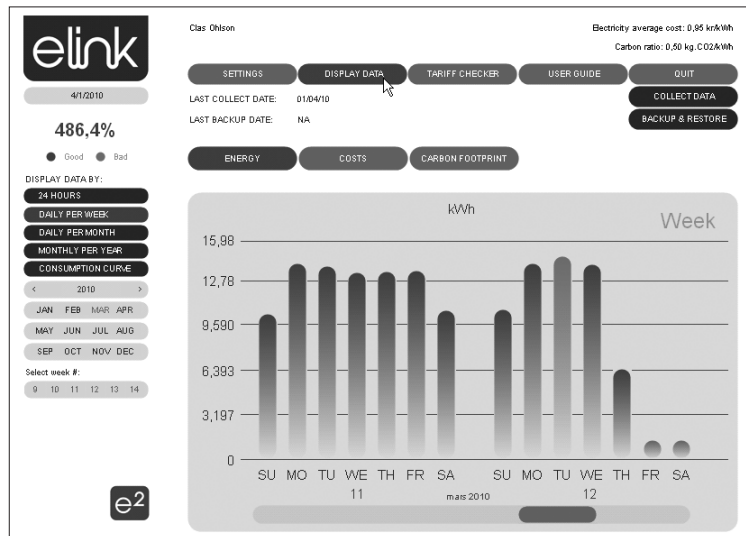 elink
Clas Ohlson
Electricity average cost: 0,95 kr/kWh
Carbon ratio: 0,50 kg.CO2/kWh
SETTINGS DISPLAY DATA TARIFF CHECKER USER GUIDE QUIT
4/1/2010
LAST COLLECT DATE: 01/04/10
COLLECT DATA
LAST BACKUP DATE: NA
BACKUP & RESTORE
486,4%
Good Bad
ENERGY COSTS CARBON FOOTPRINT
DISPLAY DATA BY:
24 HOURS
DAILY PER WEEK
DAILY PER MONTH
MONTHLY PER YEAR
CONSUMPTION CURVE
< 2010 >
JAN FEB MAR APR
MAY JUN JUL AUG
SEP OCT NOV DEC
Select week #:
9 10 11 12 13 14
e2
kWh
Week
15,98
12,78
9,590
6,393
3,197
0
SU MO TU WE TH FR SA SU MO TU WE TH FR SA
11 mars 2010 12